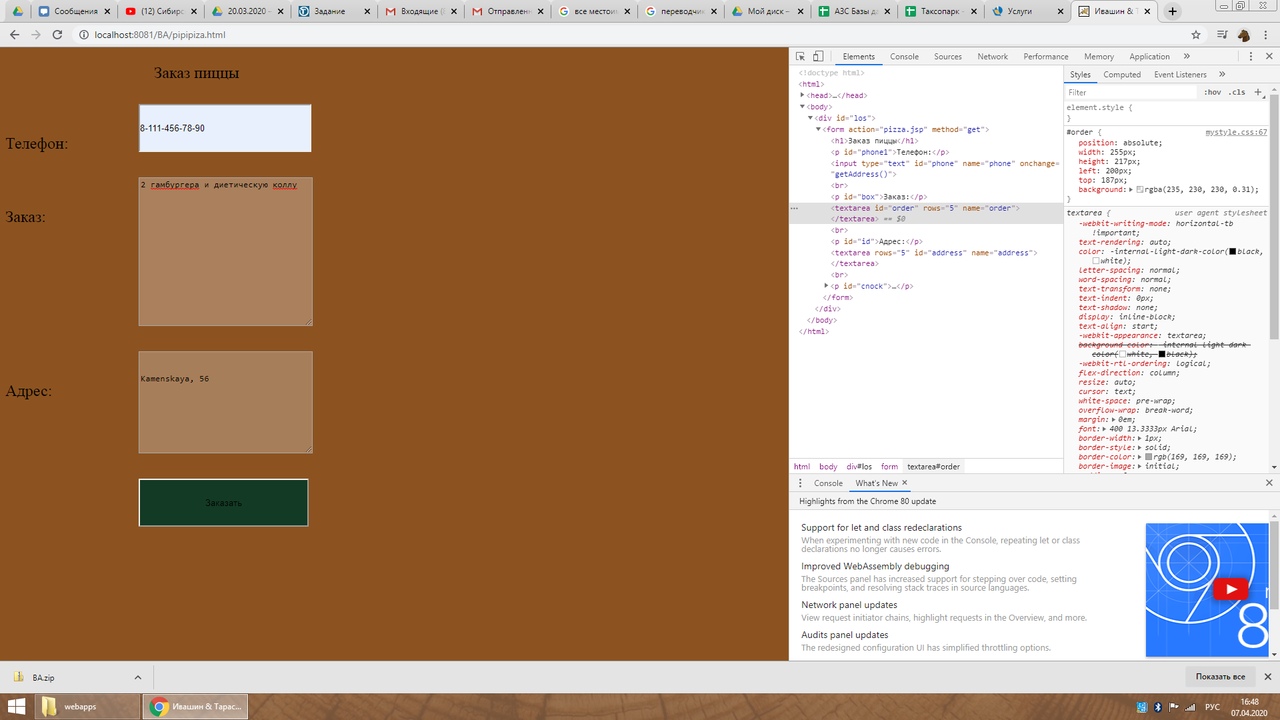 Сообщения
(12) Сибирс
20.03.2020 –
Задание
Входящие (
Отправлен
все местои
переводчи
Мой диск –
АЗС Базы д
Таксопарк –
Услуги
Ивашин & Т
localhost:8081/BA/pipipiza.html
Заказ пиццы
8-111-456-78-90
Телефон:
2 гамбургера и диетическую коллу
Заказ:
Kamenskaya, 56
Адрес:
Заказать
Elements Console Sources Network Performance Memory Application »
<!doctype html>
<html>
<head>…</head>
<body>
<div id="los">
<form action="pizza.jsp" method="get">
<h1>Заказ пиццы</h1>
<p id="phone1">Телефон:</p>
<input type="text" id="phone" name="phone" onchange=
"getAddress()">
<br>
<p id="box">Заказ:</p>
<textarea id="order" rows="5" name="order">
</textarea> == $0
<br>
<p id="id">Адрес:</p>
<textarea rows="5" id="address" name="address">
</textarea>
<br>
<p id="cnock">…</p>
</form>
</div>
</body>
</html>
html body div#los form textarea#order
Styles Computed Event Listeners »
Filter :hov .cls +
element.style {
}
#order { mystyle.css:67
position: absolute;
width: 255px;
height: 217px;
left: 200px;
top: 187px;
background: rgba(235, 230, 230, 0.31);
}
textarea { user agent stylesheet
-webkit-writing-mode: horizontal-tb
!important;
text-rendering: auto;
color: -internal-light-dark-color(black,
white);
letter-spacing: normal;
word-spacing: normal;
text-transform: none;
text-indent: 0px;
text-shadow: none;
display: inline-block;
text-align: start;
-webkit-appearance: textarea;
background-color: -internal-light-dark-
color(white, black);
-webkit-rtl-ordering: logical;
flex-direction: column;
resize: auto;
cursor: text;
white-space: pre-wrap;
overflow-wrap: break-word;
margin: 0em;
font: 400 13.3333px Arial;
border-width: 1px;
border-style: solid;
border-color: rgb(169, 169, 169);
border-image: initial;
Console What's New
Highlights from the Chrome 80 update
Support for let and class redeclarations
When experimenting with new code in the Console, repeating let or class
declarations no longer causes errors.
Improved WebAssembly debugging
The Sources panel has increased support for stepping over code, setting
breakpoints, and resolving stack traces in source languages.
Network panel updates
View request initiator chains, highlight requests in the Overview, and more.
Audits panel updates
The redesigned configuration UI has simplified throttling options.
8
BA.zip
Показать все
webapps
Ивашин & Тарас...
РУС
16:48
07.04.2020